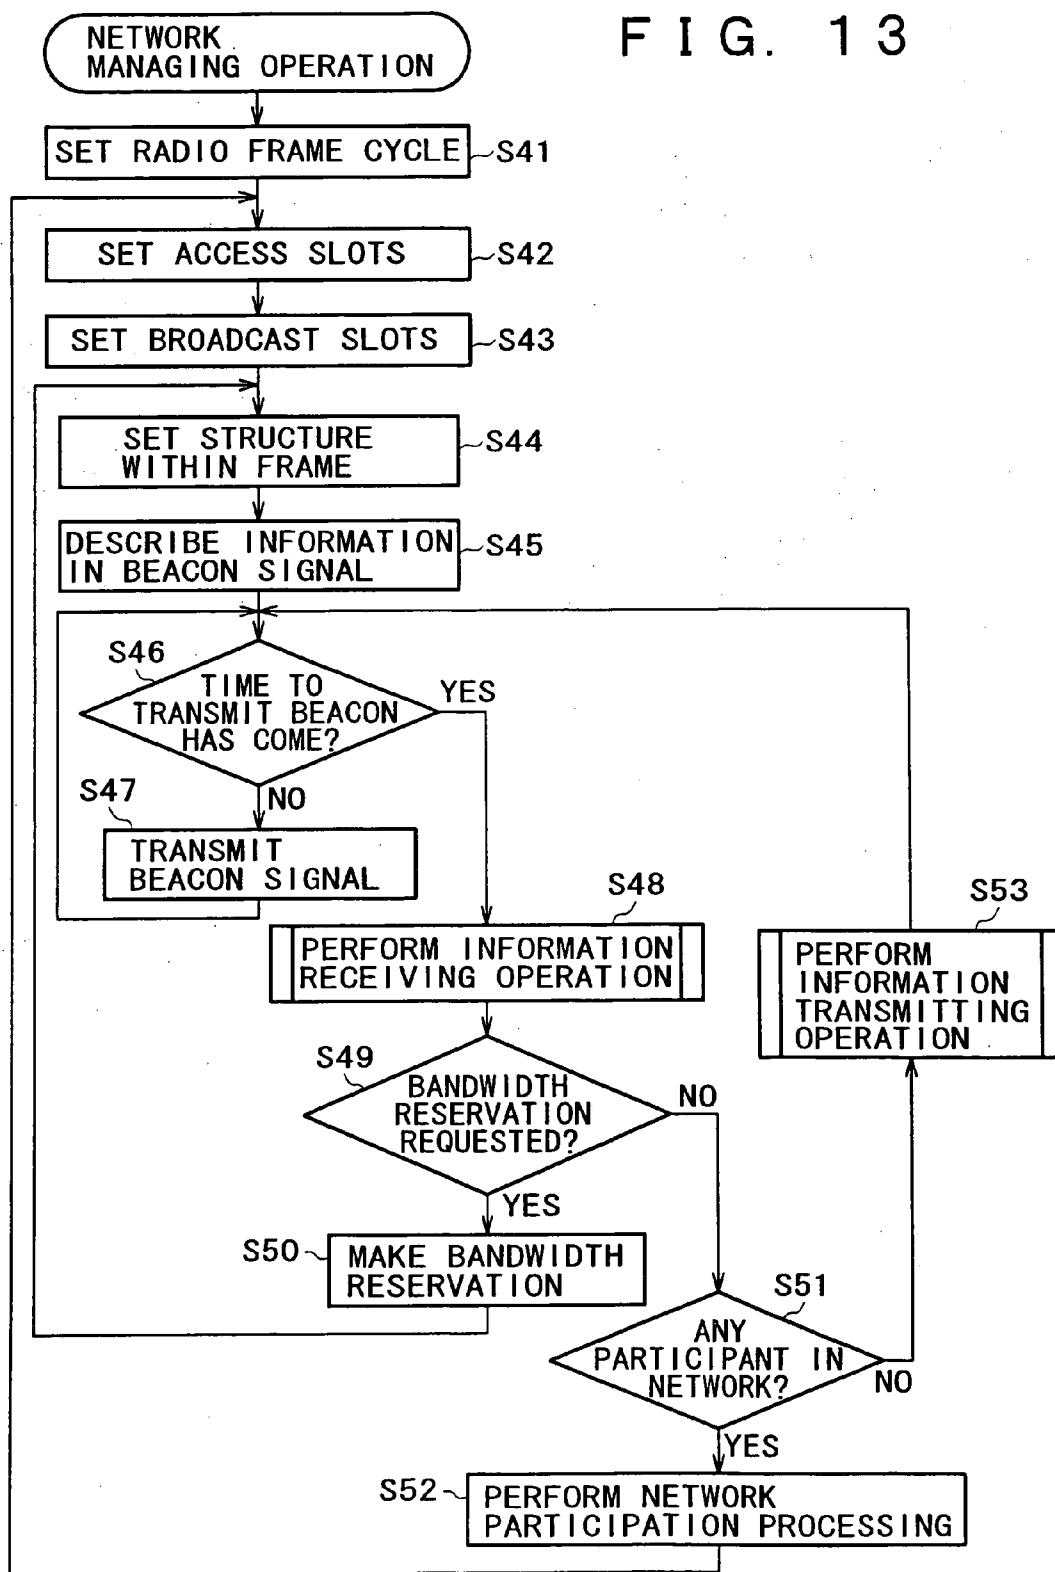 FIG. 13
NETWORK
MANAGING OPERATION
SET RADIO FRAME CYCLE
S41
SET ACCESS SLOTS
S42
SET BROADCAST SLOTS
S43
SET STRUCTURE
WITHIN FRAME
S44
DESCRIBE INFORMATION
IN BEACON SIGNAL
S45
S46
TIME TO
TRANSMIT BEACON
HAS COME?
YES
NO
S47
TRANSMIT
BEACON SIGNAL
S48
PERFORM INFORMATION
RECEIVING OPERATION
S53
PERFORM
INFORMATION
TRANSMITTING
OPERATION
S49
BANDWIDTH
RESERVATION
REQUESTED?
NO
YES
S50
MAKE BANDWIDTH
RESERVATION
S51
ANY
PARTICIPANT IN
NETWORK?
NO
YES
S52
PERFORM NETWORK
PARTICIPATION PROCESSING